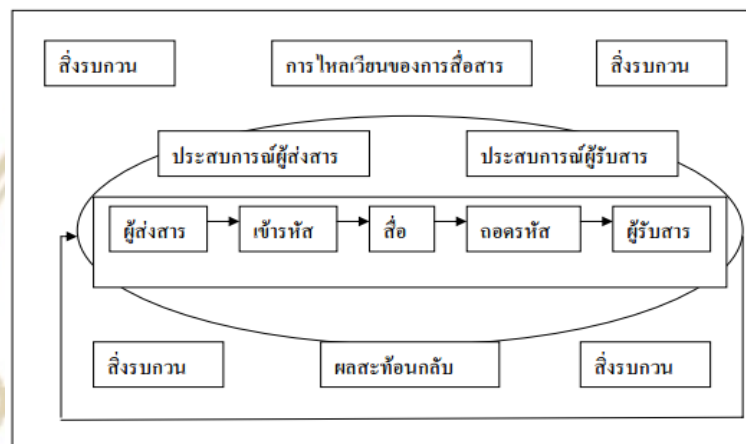 สิ่งรบกวน
การไหลเวียนของการสื่อสาร
สิ่งรบกวน
ประสบการณ์ผู้ส่งสาร
ประสบการณ์ผู้รับสาร
ผู้ส่งสาร
เข้ารหัส
สื่อ
ถอดรหัส
ผู้รับสาร
สิ่งรบกวน
ผลสะท้อนกลับ
สิ่งรบกวน